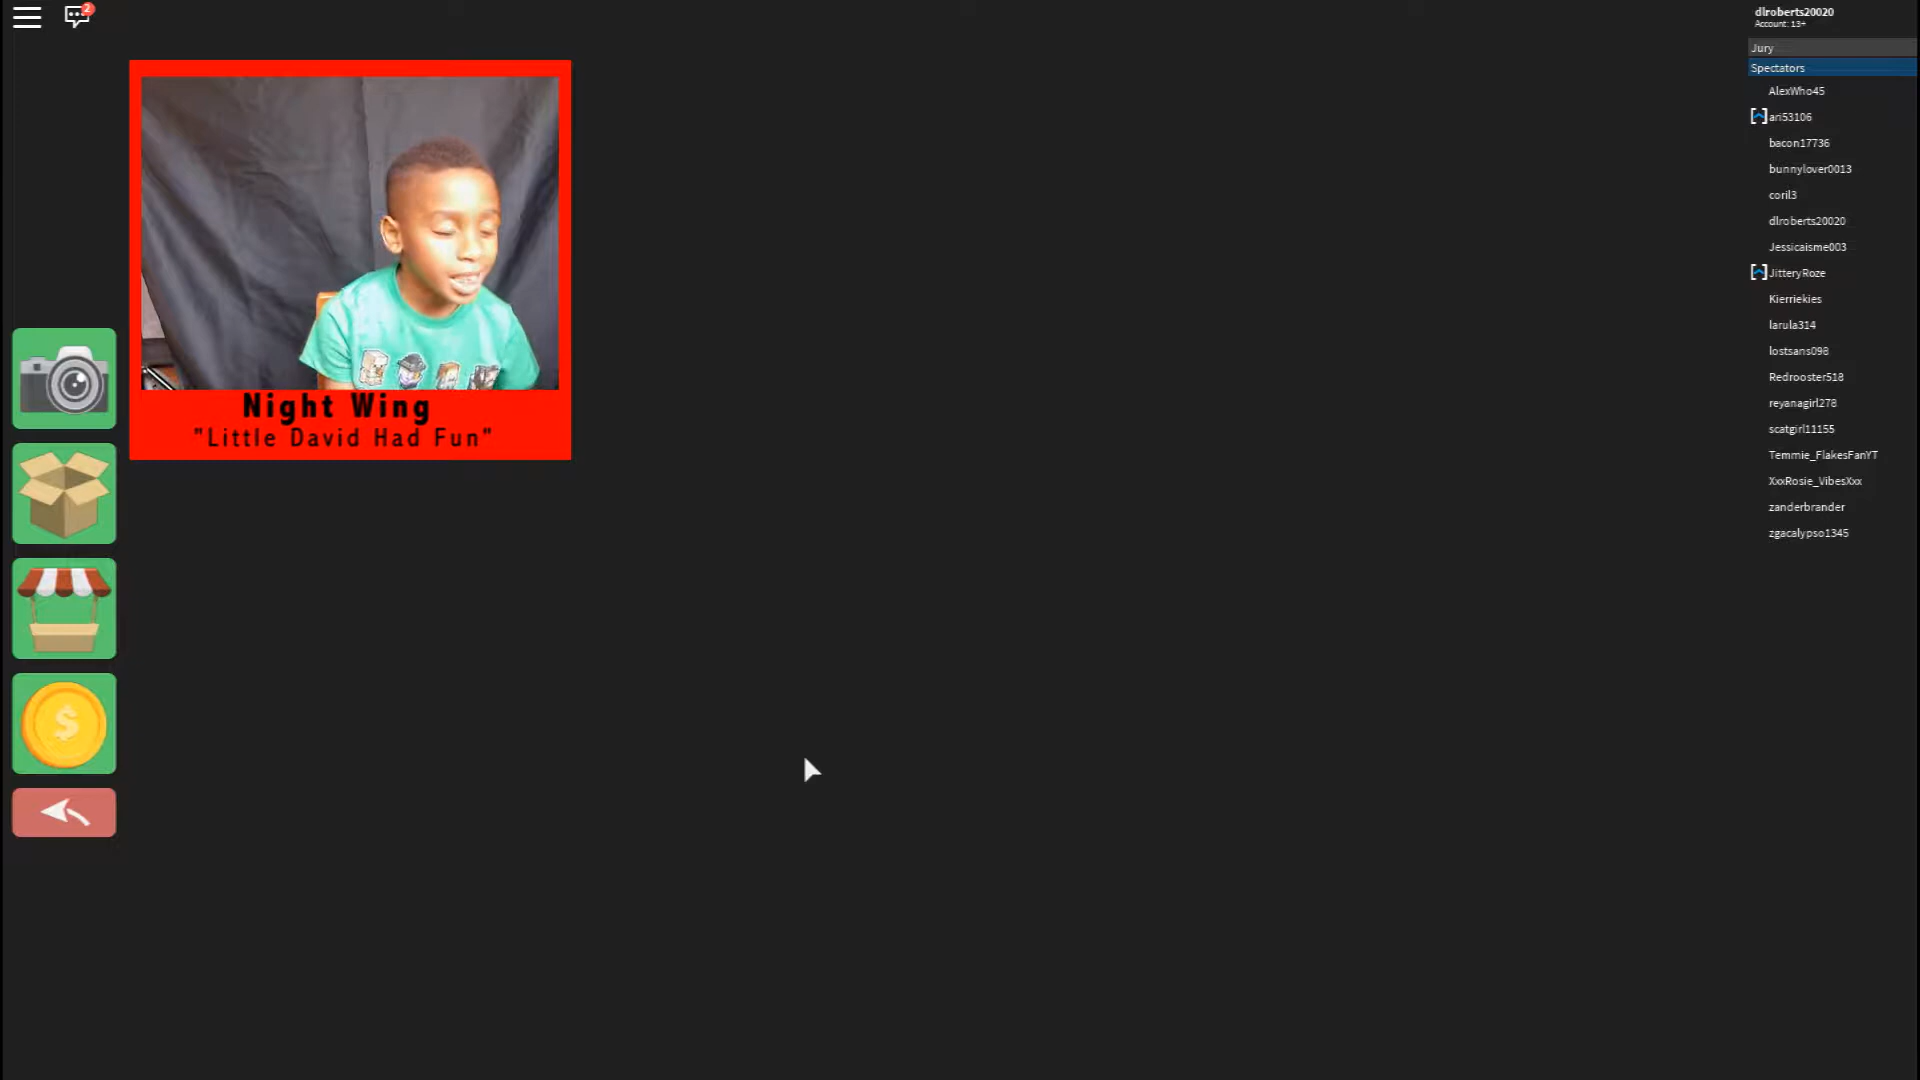 2
dlroberts20020
Account: 13+
Jury
Spectators
AlexWho45
ari53106
bacon17736
bunnylover0013
coril3
dlroberts20020
Jessicaisme003
JitteryRoze
Kierriekies
larula314
lostsans098
Redrooster518
reyanagirl278
scatgirl11155
Temmie_FlakesFanYT
XxxRosie_VibesXxx
zanderbrander
zgacalypso1345
Night Wing
"Little David Had Fun"
$